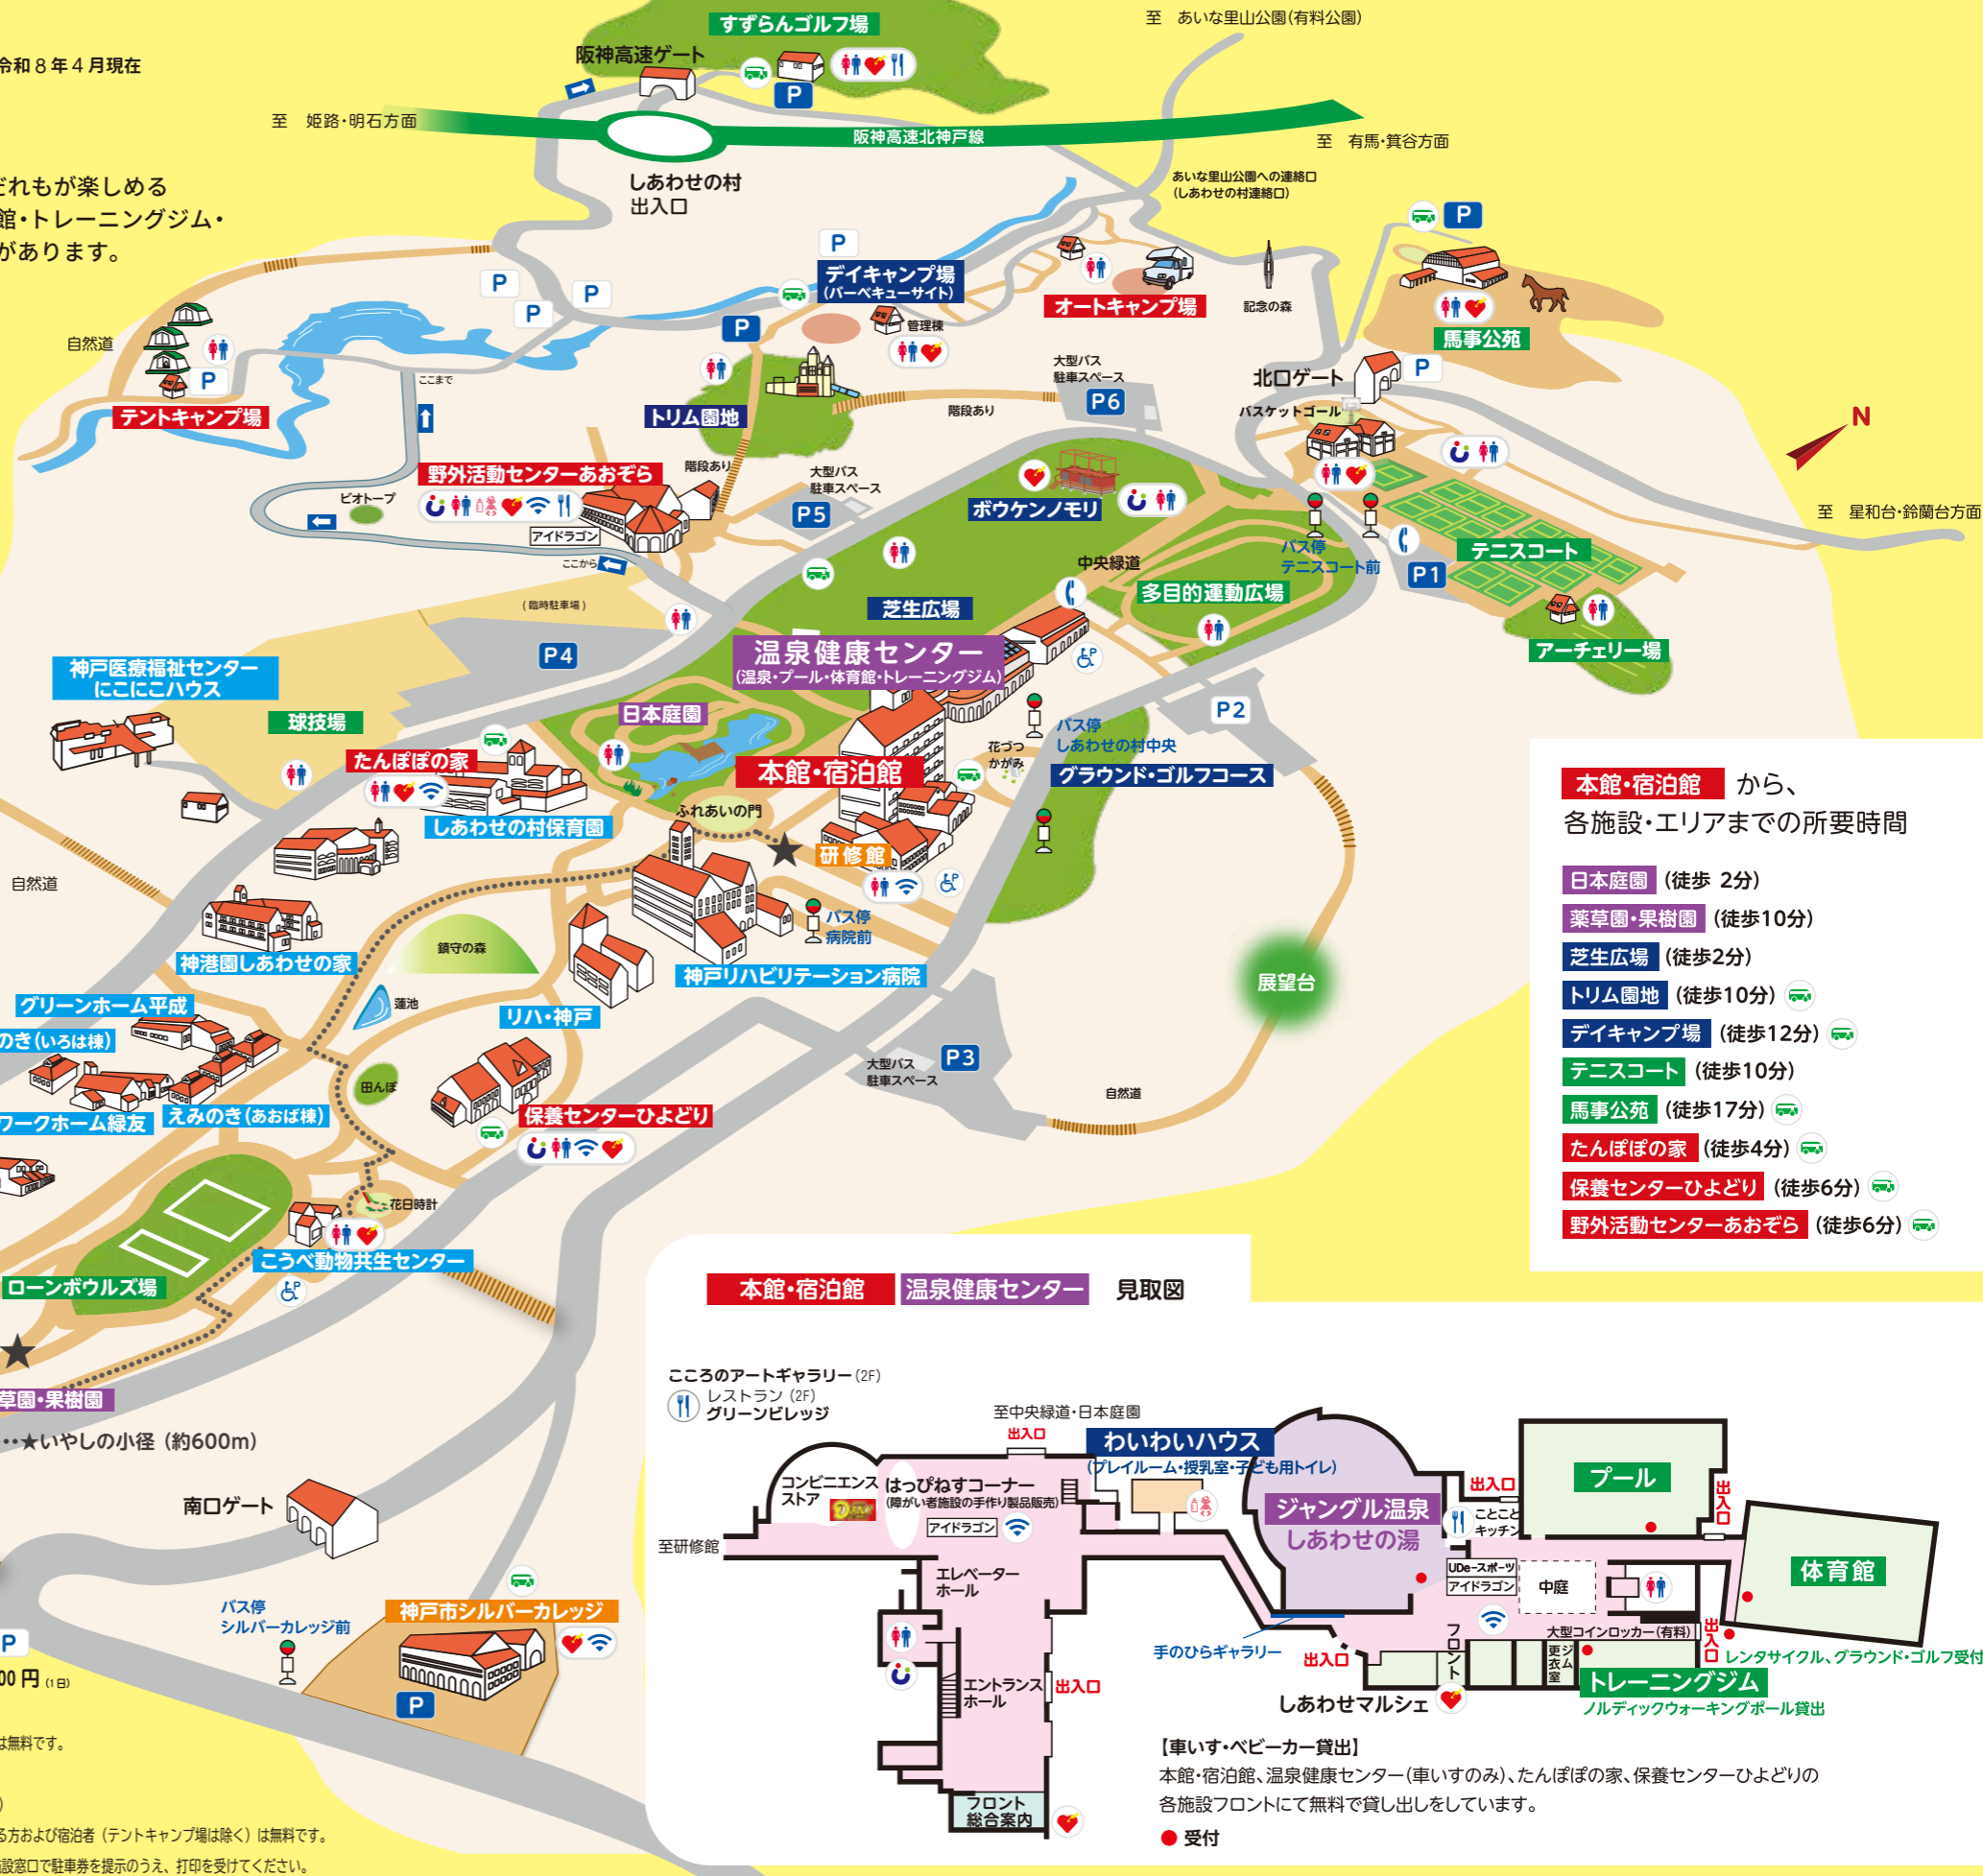 令和８年４月現在
だれもが楽しめる
館・トレーニングジム・
があります。
すずらんゴルフ場
阪神高速ゲート
P
至　あいな里山公園(有料公園)
至　姫路・明石方面
阪神高速北神戸線
至　有馬・箕谷方面
しあわせの村
出入口
あいな里山公園への連絡口
(しあわせの村連絡口)
P
P
デイキャンプ場
(バーベキューサイト)
オートキャンプ場
記念の森
馬事公苑
P
P
P
P
管理棟
自然道
P
テントキャンプ場
ここまで
トリム園地
階段あり
大型バス
駐車スペース
P6
北口ゲート
P
バスケットゴール
N
野外活動センターあおぞら
階段あり
大型バス
駐車スペース
P5
ビオトープ
アイドラゴン
ここから
ボウケンノモリ
バス停
テニスコート前
P1
テニスコート
至　星和台・鈴蘭台方面
中央緑道
多目的運動広場
芝生広場
(臨時駐車場)
P4
アーチェリー場
神戸医療福祉センター
にこにこハウス
球技場
温泉健康センター
(温泉・プール・体育館・トレーニングジム)
日本庭園
P2
バス停
しあわせの村中央
花づつ
かがみ
たんぽぽの家
本館・宿泊館
グラウンド・ゴルフコース
しあわせの村保育園
ふれあいの門
研修館
自然道
バス停
病院前
鎮守の森
神港園しあわせの家
神戸リハビリテーション病院
展望台
蓮池
リハ・神戸
グリーンホーム平成
のき(いろは棟)
大型バス
駐車スペース
P3
田んぼ
自然道
ワークホーム緑友
えみのき(あおば棟)
保養センターひよどり
花日時計
こうべ動物共生センター
ローンボウルズ場
草園・果樹園
…★いやしの小径（約600m）
南口ゲート
バス停
シルバーカレッジ前
神戸市シルバーカレッジ
P
P
00円(1日)
は無料です。
)
る方および宿泊者（テントキャンプ場は除く）は無料です。
設窓口で駐車券を提示のうえ、打印を受けてください。
本館・宿泊館 から、
各施設・エリアまでの所要時間
日本庭園 (徒歩 2分)
薬草園・果樹園 (徒歩10分)
芝生広場 (徒歩2分)
トリム園地 (徒歩10分)
デイキャンプ場 (徒歩12分)
テニスコート (徒歩10分)
馬事公苑 (徒歩17分)
たんぽぽの家 (徒歩4分)
保養センターひよどり (徒歩6分)
野外活動センターあおぞら (徒歩6分)
本館・宿泊館 温泉健康センター 見取図
こころのアートギャラリー(2F)
レストラン (2F)
グリーンビレッジ
至中央緑道・日本庭園
出入口
わいわいハウス
(プレイルーム・授乳室・子ども用トイレ)
コンビニエンス
ストア
はっぴねすコーナー
(障がい者施設の手作り製品販売)
アイドラゴン
至研修館
エレベーター
ホール
エントランス
ホール
出入口
フロント
総合案内
ジャングル温泉
しあわせの湯
出入口
ことこと
キッチン
プール
出入口
体育館
UDe-スポーツ
アイドラゴン
中庭
手のひらギャラリー
出入口
フロント
大型コインロッカー(有料)
ジム
更衣室
出入口
レンタサイクル、グラウンド・ゴルフ受付
トレーニングジム
ノルディックウォーキングポール貸出
しあわせマルシェ
【車いす・ベビーカー貸出】
本館・宿泊館、温泉健康センター(車いすのみ)、たんぽぽの家、保養センターひよどりの
各施設フロントにて無料で貸し出しをしています。
● 受付